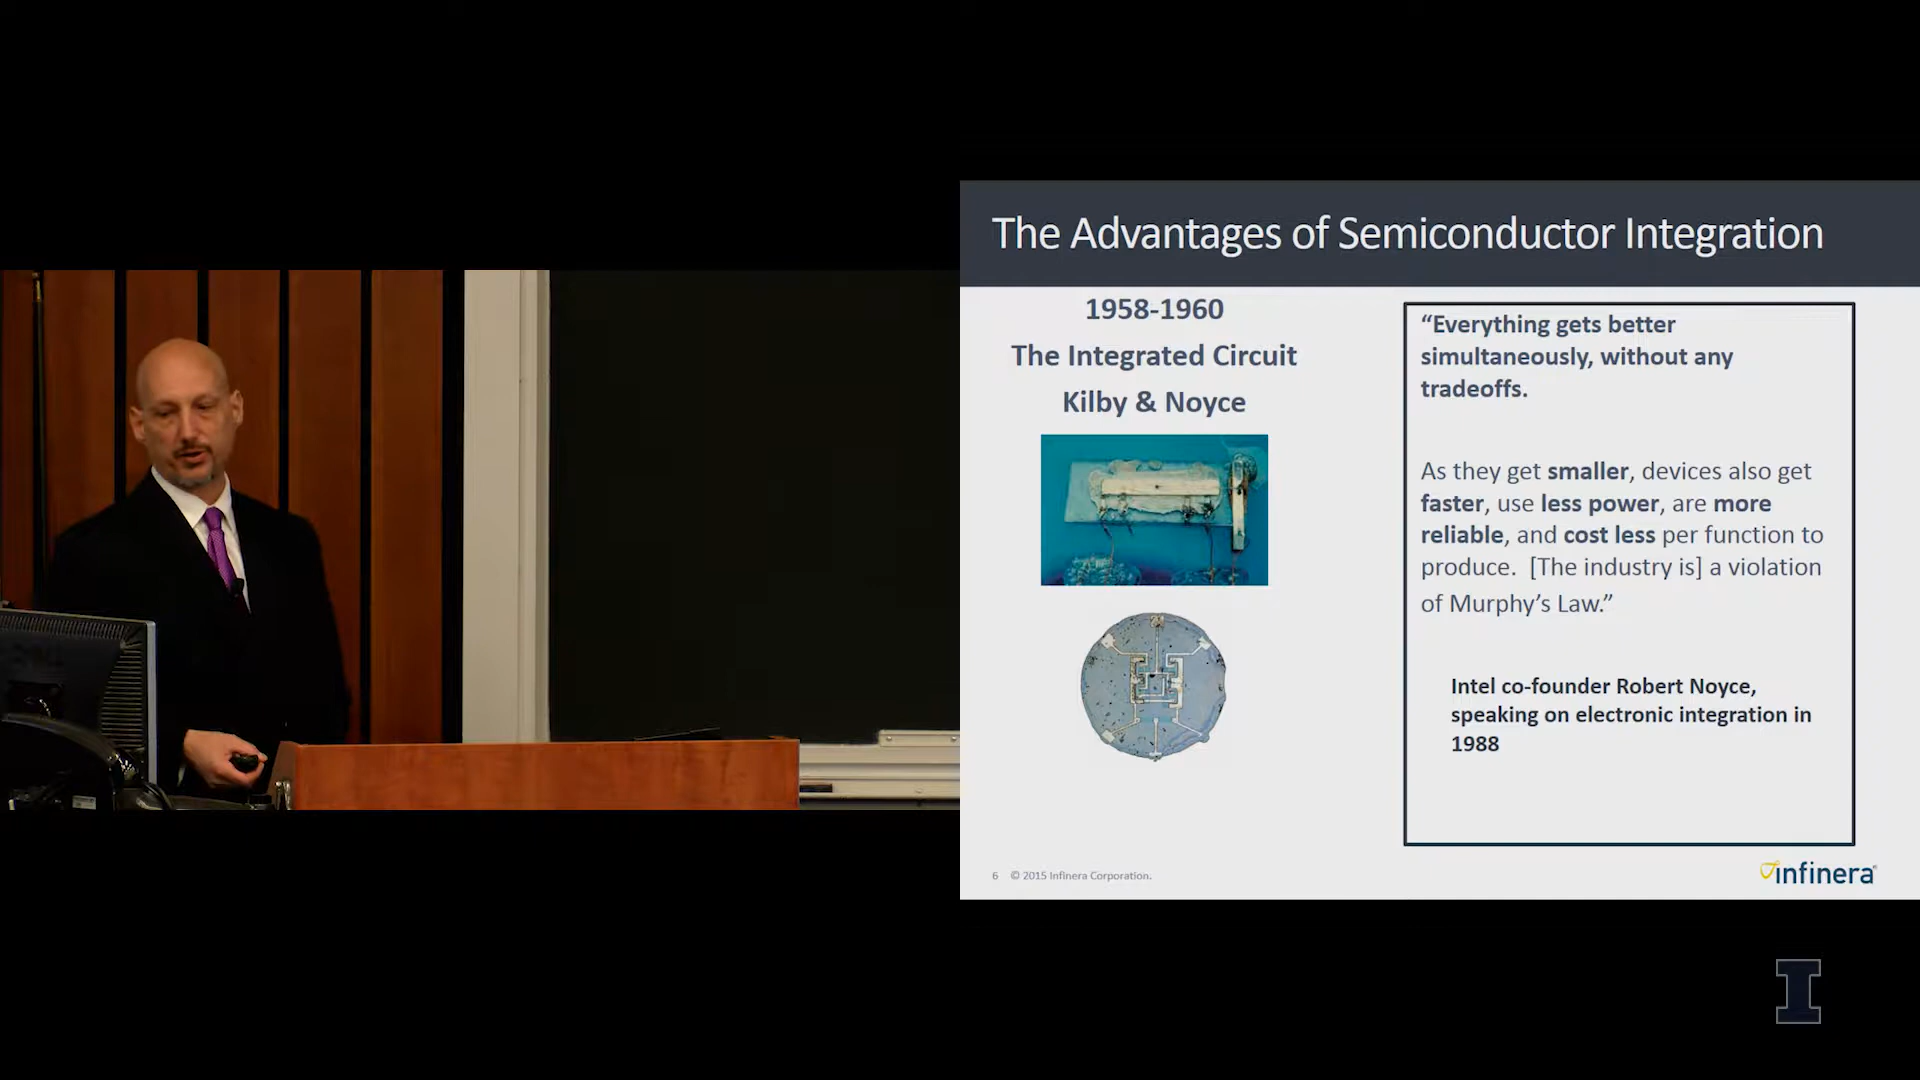 The Advantages of Semiconductor Integration
1958-1960
The Integrated Circuit
Kilby & Noyce
“Everything gets better
simultaneously, without any
tradeoffs.
As they get smaller, devices also get
faster, use less power, are more
reliable, and cost less per function to
produce. [The industry is] a violation
of Murphy’s Law.”
Intel co-founder Robert Noyce,
speaking on electronic integration in
1988
6 © 2015 Infinera Corporation.
infinera
I